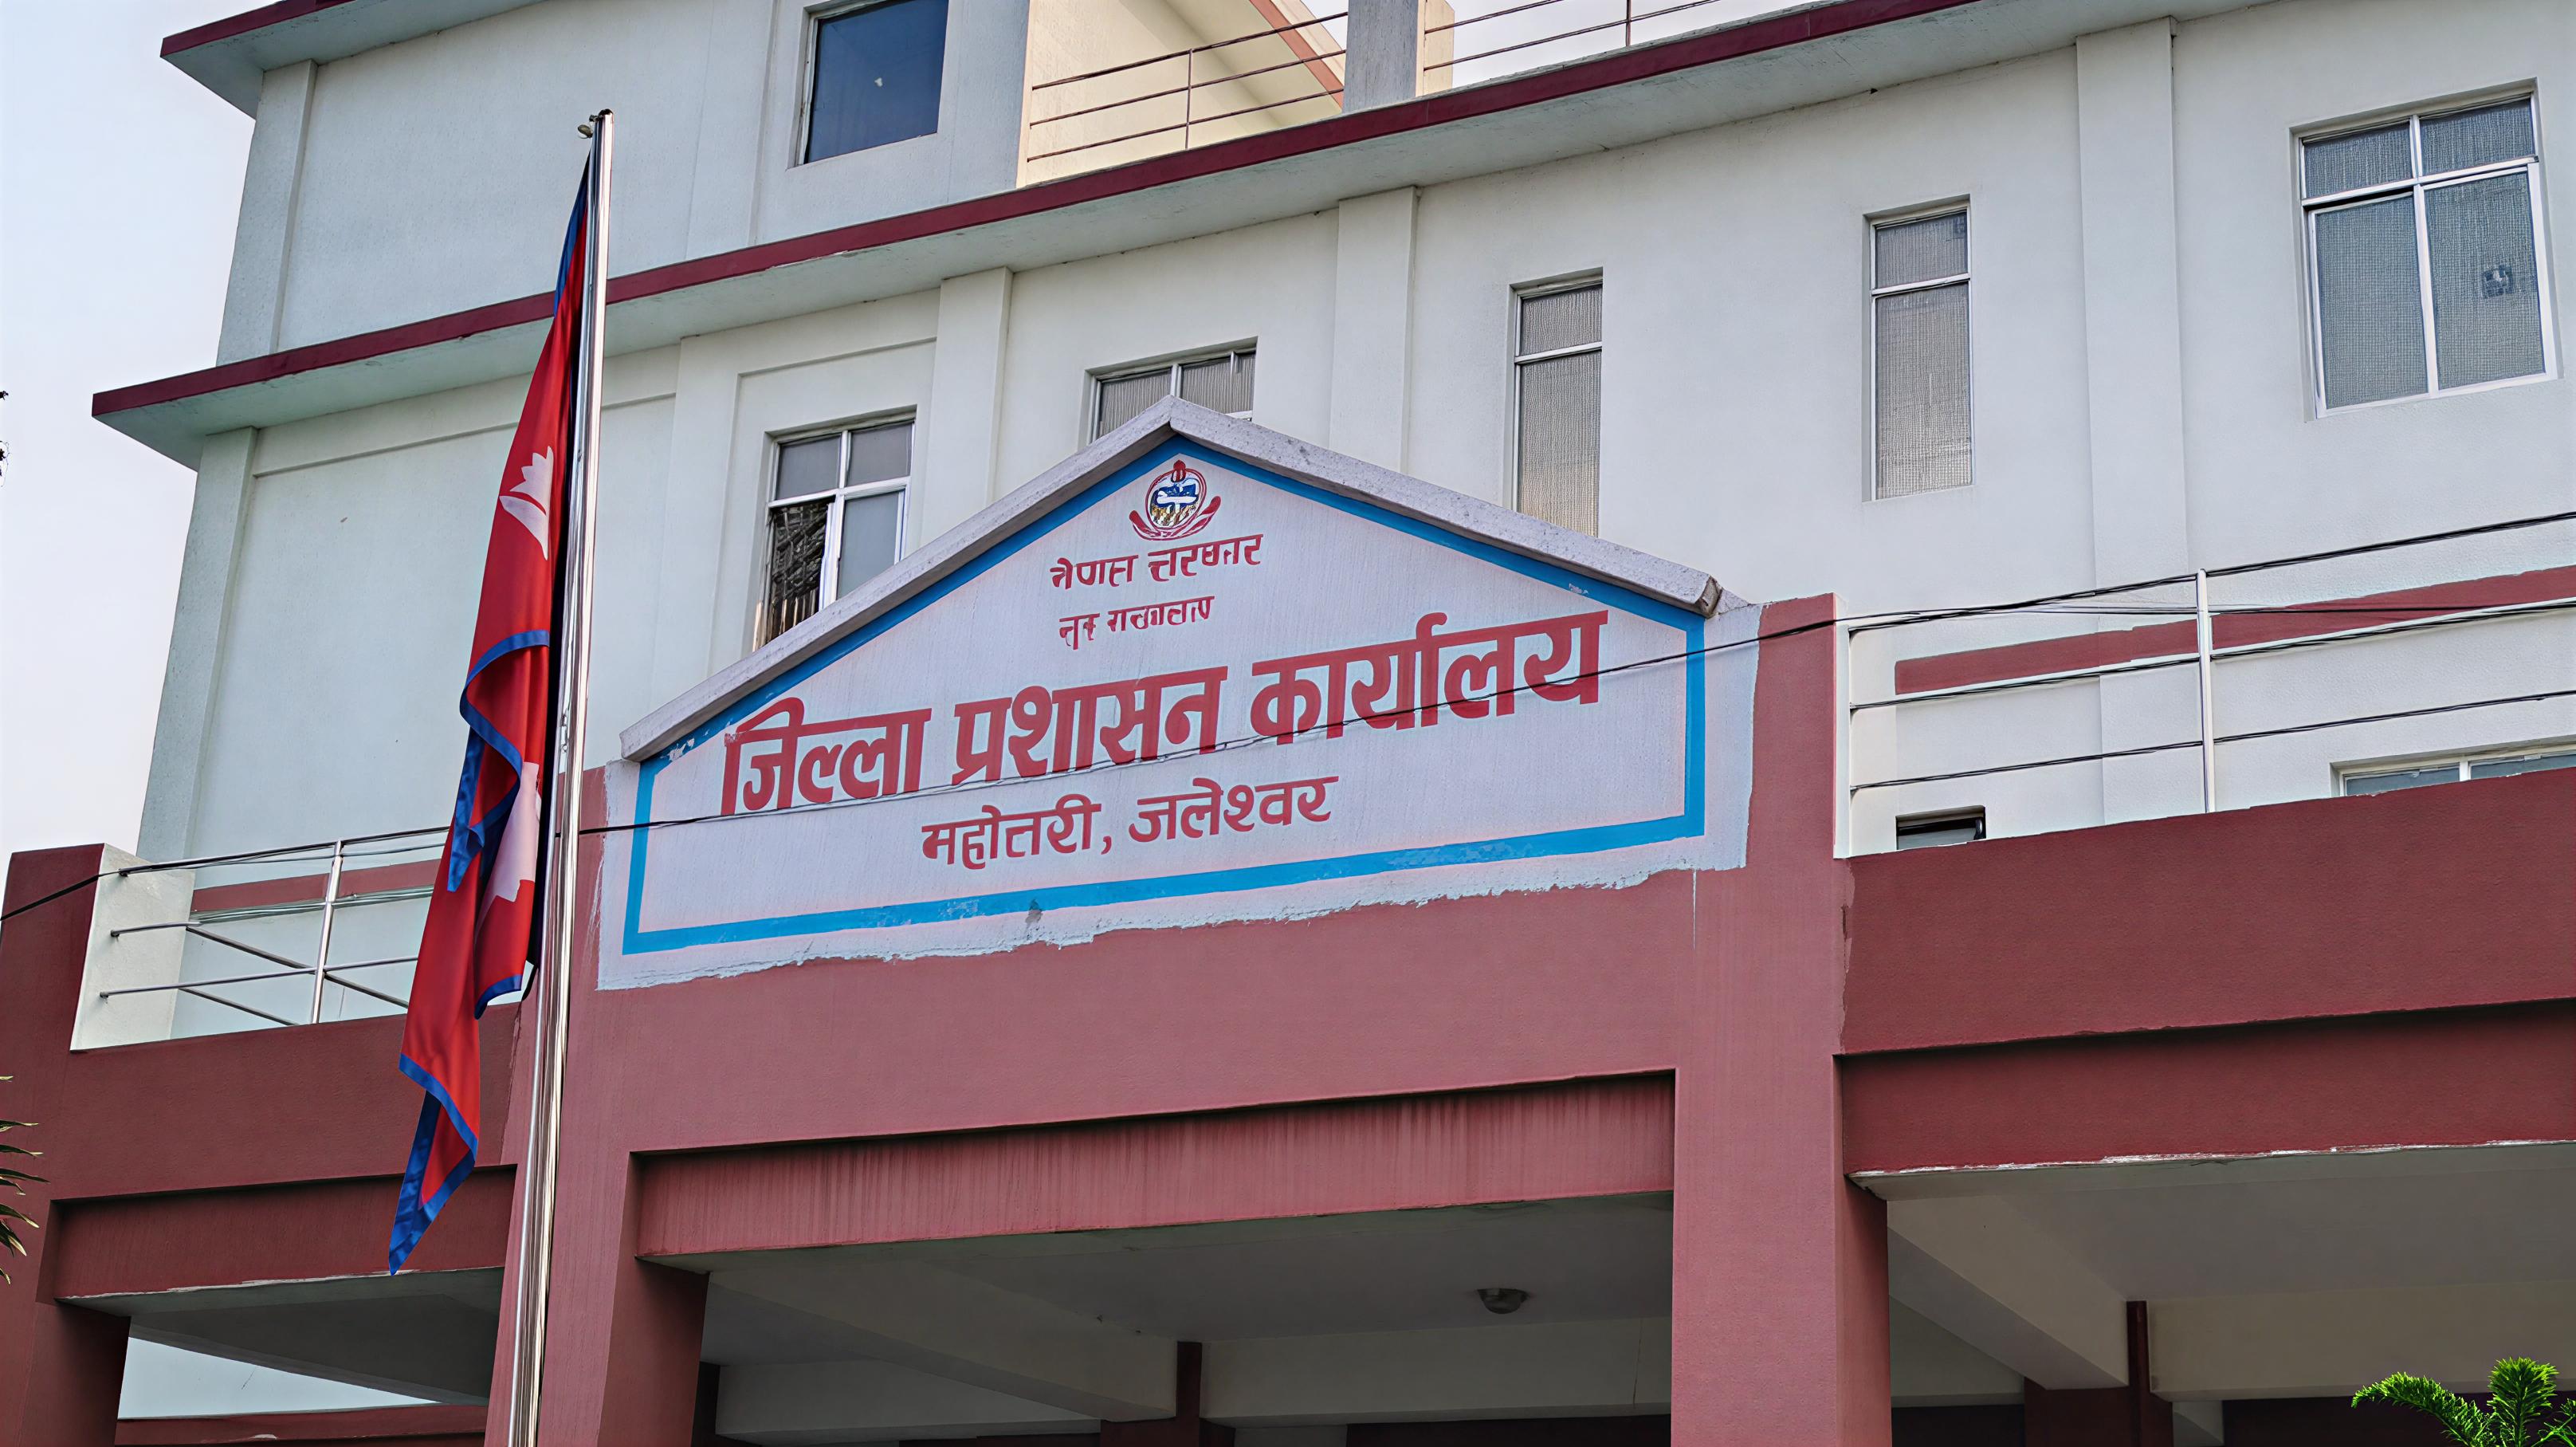 जिल्ला प्रशासन कार्यालय
महोत्तरी, जलेश्वर